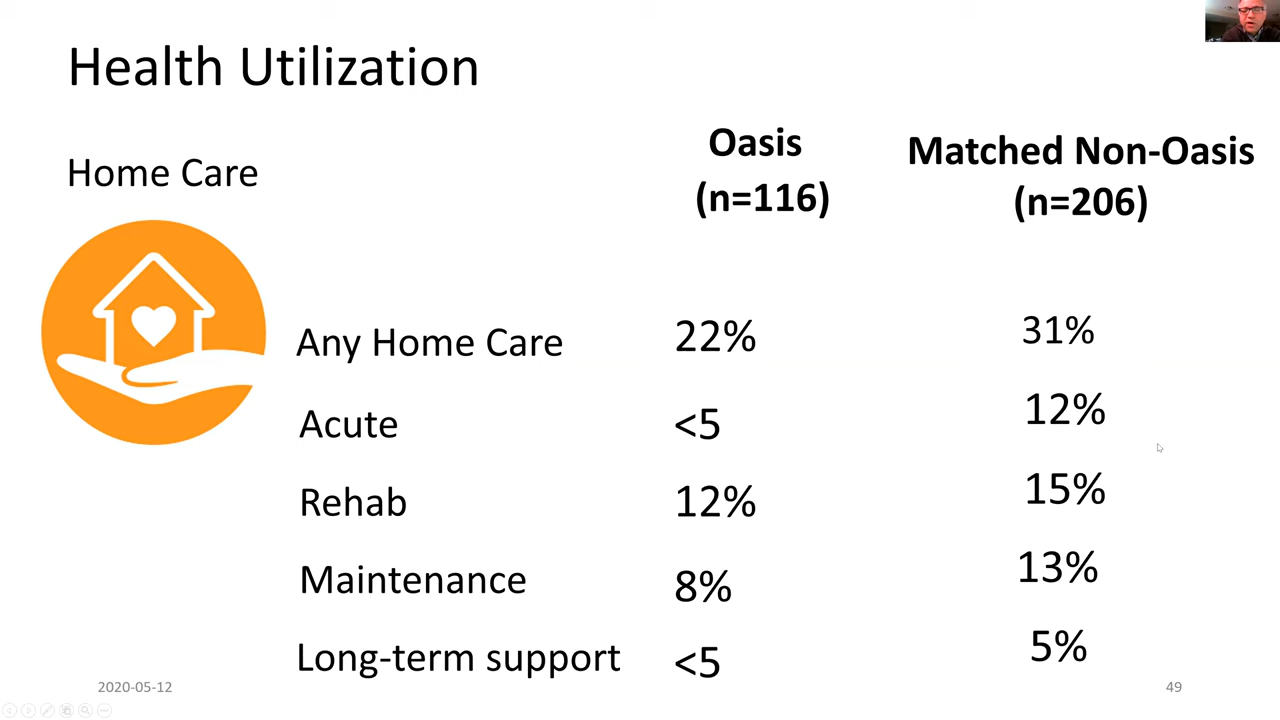 Health Utilization
Home Care
Oasis
(n=116)
Matched Non-Oasis
(n=206)
Any Home Care 22% 31%
Acute <5 12%
Rehab 12% 15%
Maintenance 8% 13%
Long-term support <5 5%
2020-05-12 49